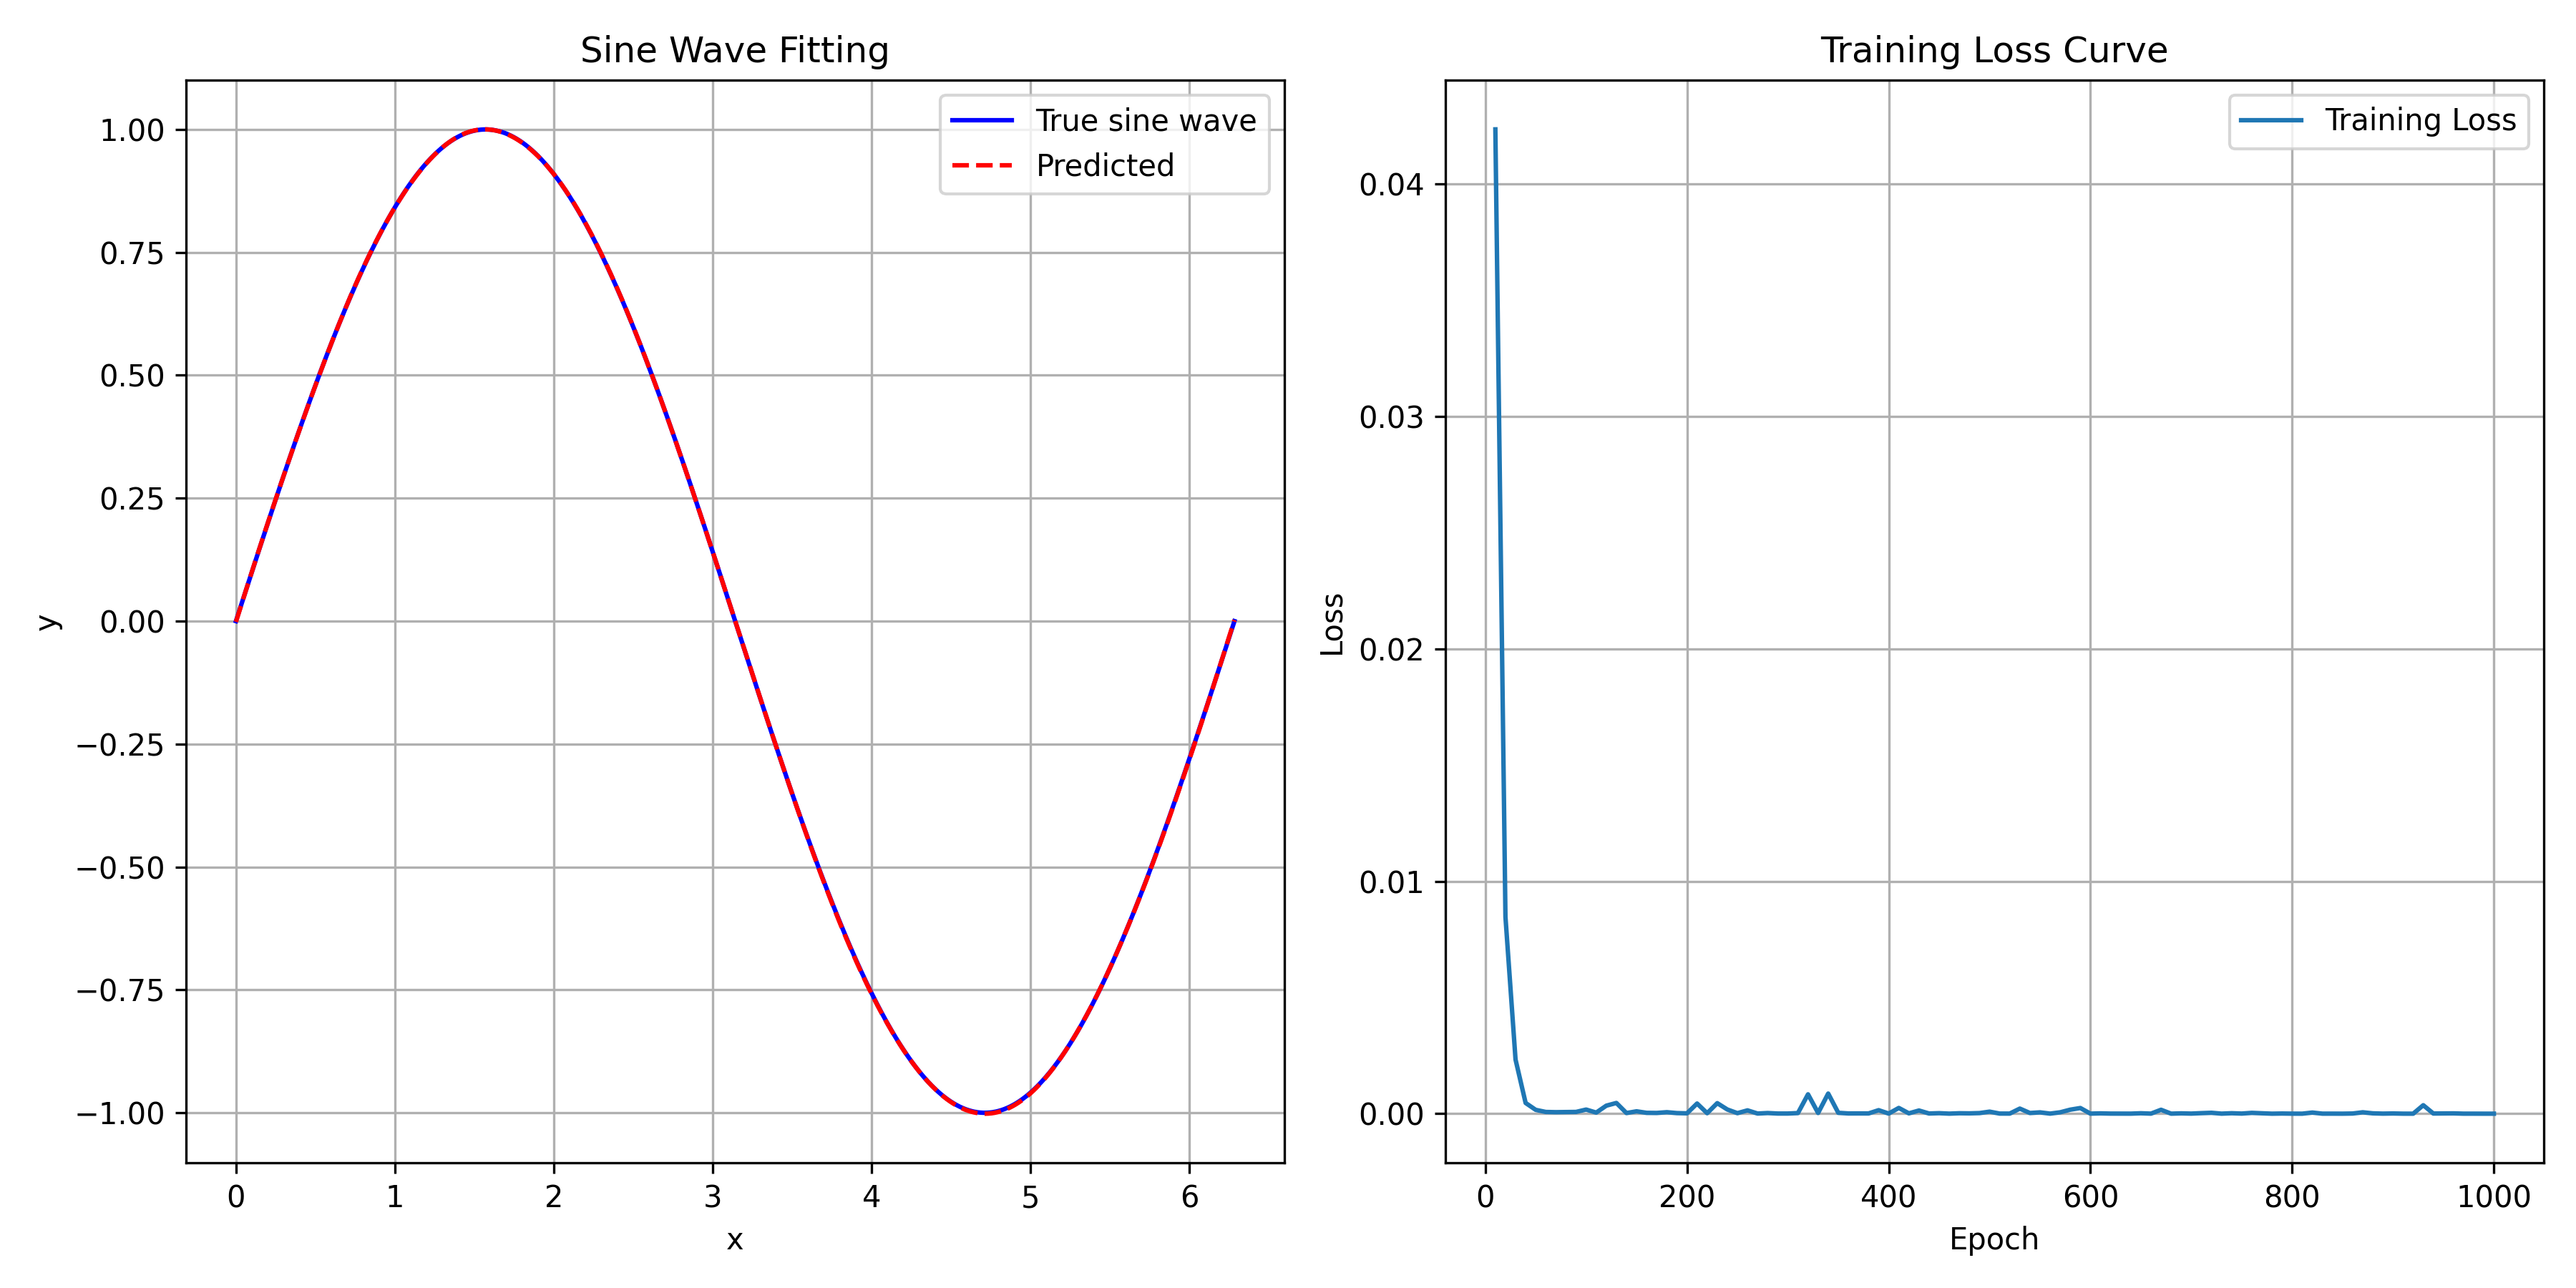 Sine Wave Fitting
True sine wave
Predicted
1.00
0.75
0.50
0.25
0.00
−0.25
−0.50
−0.75
−1.00
y
0 1 2 3 4 5 6
x
Training Loss Curve
Training Loss
0.04
0.03
0.02
0.01
0.00
Loss
0 200 400 600 800 1000
Epoch